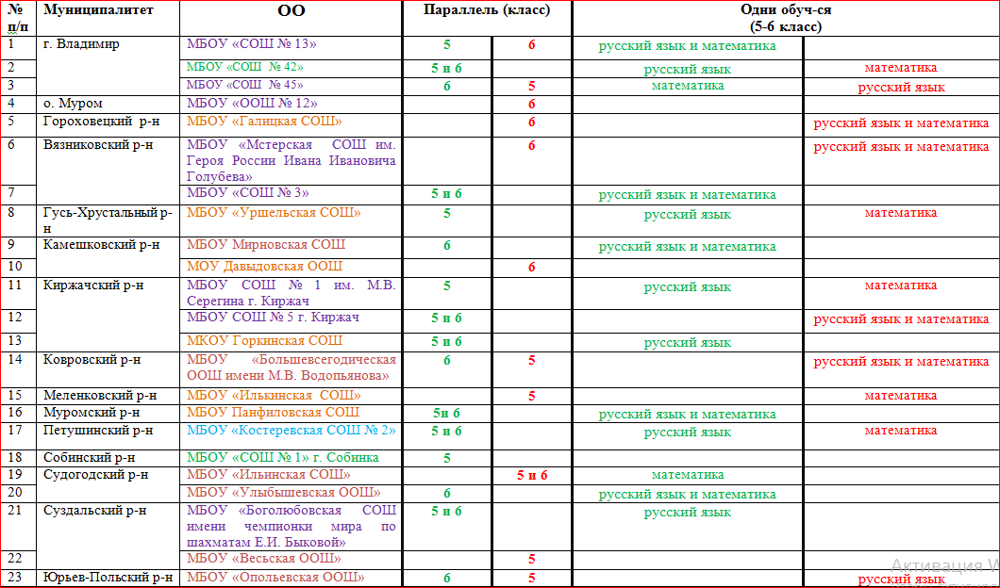 № Муниципалитет ОО Параллель (класс) Одни обуч-ся
п/п (5-6 класс)
1 г. Владимир МБОУ «СОШ № 13» 5 6 русский язык и математика
2 МБОУ «СОШ № 42» 5 и 6 русский язык математика
3 МБОУ «СОШ № 45» 6 5 математика русский язык
4 о. Муром МБОУ «ООШ № 12» 6
5 Гороховецкий р-н МБОУ «Галицкая СОШ» 6 русский язык и математика
6 Вязниковский р-н МБОУ «Мстерская СОШ им. 6 русский язык и математика
Героя России Ивана Ивановича
Голубева»
7 МБОУ «СОШ № 3» 5 и 6 русский язык и математика
8 Гусь-Хрустальный р- МБОУ «Уршельская СОШ» 5 русский язык математика
н
9 Камешковский р-н МБОУ Мирновская СОШ 6 русский язык и математика
10 МОУ Давыдовская ООШ 6
11 Киржачский р-н МБОУ СОШ № 1 им. М.В. 5 русский язык математика
Серегина г. Киржач
12 МБОУ СОШ № 5 г. Киржач 5 и 6 русский язык и математика
13 МКОУ Горкинская СОШ 5 и 6 русский язык
14 Ковровский р-н МБОУ «Большевсегодическая 6 5 русский язык и математика
ООШ имени М.В. Водопьянова»
15 Меленковский р-н МБОУ «Илькинская СОШ» 5 математика
16 Муромский р-н МБОУ Панфиловская СОШ 5и 6 русский язык и математика
17 Петушинский р-н МБОУ «Костеревская СОШ № 2» 5 и 6 русский язык математика
18 Собинский р-н МБОУ «СОШ № 1» г. Собинка 5
19 Судогодский р-н МБОУ «Ильинская СОШ» 5 и 6 математика
20 МБОУ «Улыбышевская ООШ» 6 русский язык и математика
21 Суздальский р-н МБОУ «Боголюбовская СОШ 5 и 6 русский язык
имени чемпионки мира по
шахматам Е.И. Быковой»
22 МБОУ «Весьская ООШ» 5
Активация W
23 Юрьев-Польский р-н МБОУ «Опольевская ООШ» 6 5 русский язык